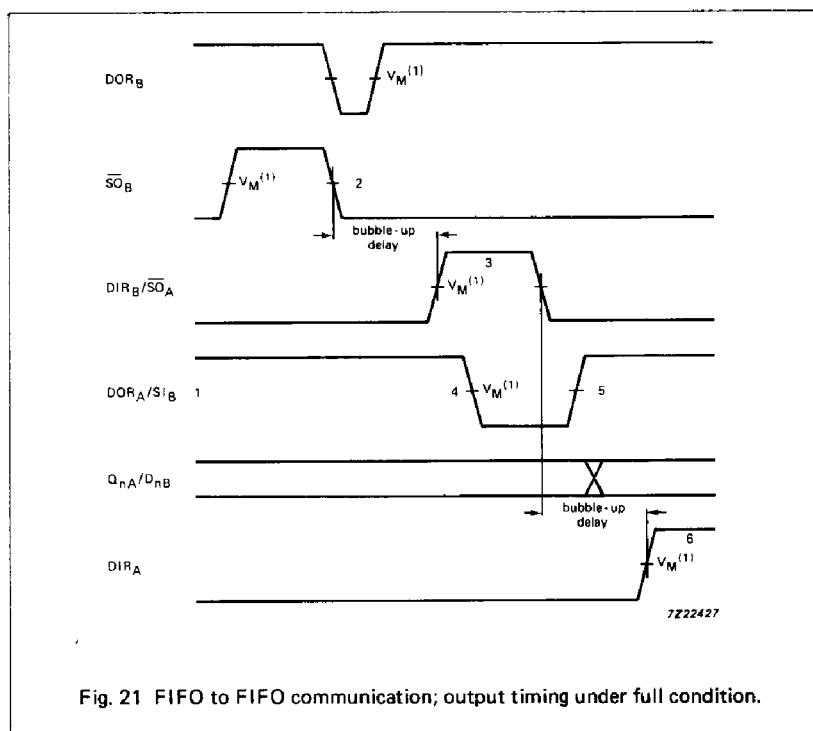 DOR_B V_M^(1)
S̅O̅_B V_M^(1) 2
bubble-up
delay
DIR_B/S̅O̅_A V_M^(1) 3
DOR_A/SI_B 1 4 V_M^(1) 5
Q_nA/D_nB
bubble-up
delay
DIR_A V_M^(1) 6
7Z22427
Fig. 21 FIFO to FIFO communication; output timing under full condition.